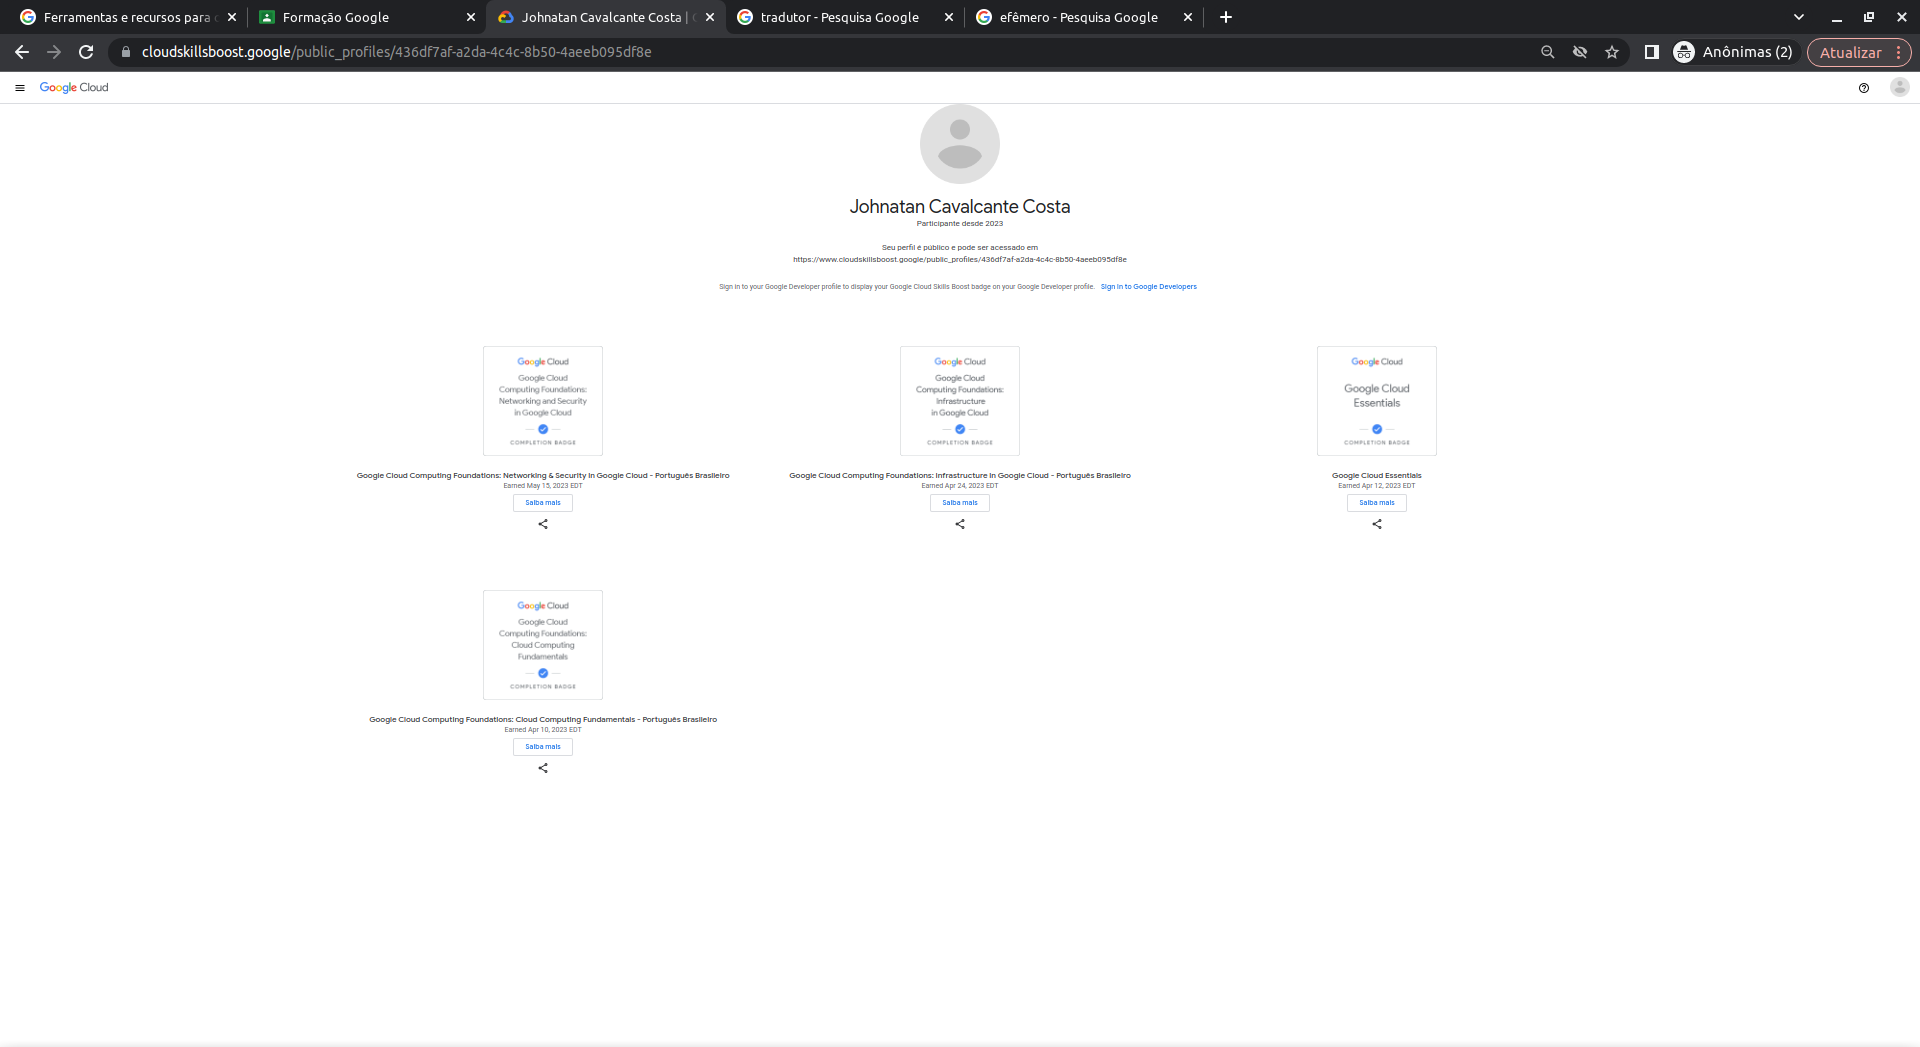 Ferramentas e recursos para
Formação Google
Johnatan Cavalcante Costa |
tradutor - Pesquisa Google
efêmero - Pesquisa Google
cloudskillsboost.google/public_profiles/436df7af-a2da-4c4c-8b50-4aeeb095df8e
Anônimas (2)
Atualizar
Google Cloud
Johnatan Cavalcante Costa
Participante desde 2023
Seu perfil é público e pode ser acessado em
https://www.cloudskillsboost.google/public_profiles/436df7af-a2da-4c4c-8b50-4aeeb095df8e
Sign in to your Google Developer profile to display your Google Cloud Skills Boost badge on your Google Developer profile. Sign in to Google Developers
Google Cloud
Google Cloud
Computing Foundations:
Networking and Security
in Google Cloud
COMPLETION BADGE
Google Cloud Computing Foundations: Networking & Security in Google Cloud - Português Brasileiro
Earned May 15, 2023 EDT
Saiba mais
Google Cloud
Google Cloud
Computing Foundations:
Infrastructure
in Google Cloud
COMPLETION BADGE
Google Cloud Computing Foundations: Infrastructure in Google Cloud - Português Brasileiro
Earned Apr 24, 2023 EDT
Saiba mais
Google Cloud
Google Cloud
Essentials
COMPLETION BADGE
Google Cloud Essentials
Earned Apr 12, 2023 EDT
Saiba mais
Google Cloud
Google Cloud
Computing Foundations:
Cloud Computing
Fundamentals
COMPLETION BADGE
Google Cloud Computing Foundations: Cloud Computing Fundamentals - Português Brasileiro
Earned Apr 10, 2023 EDT
Saiba mais